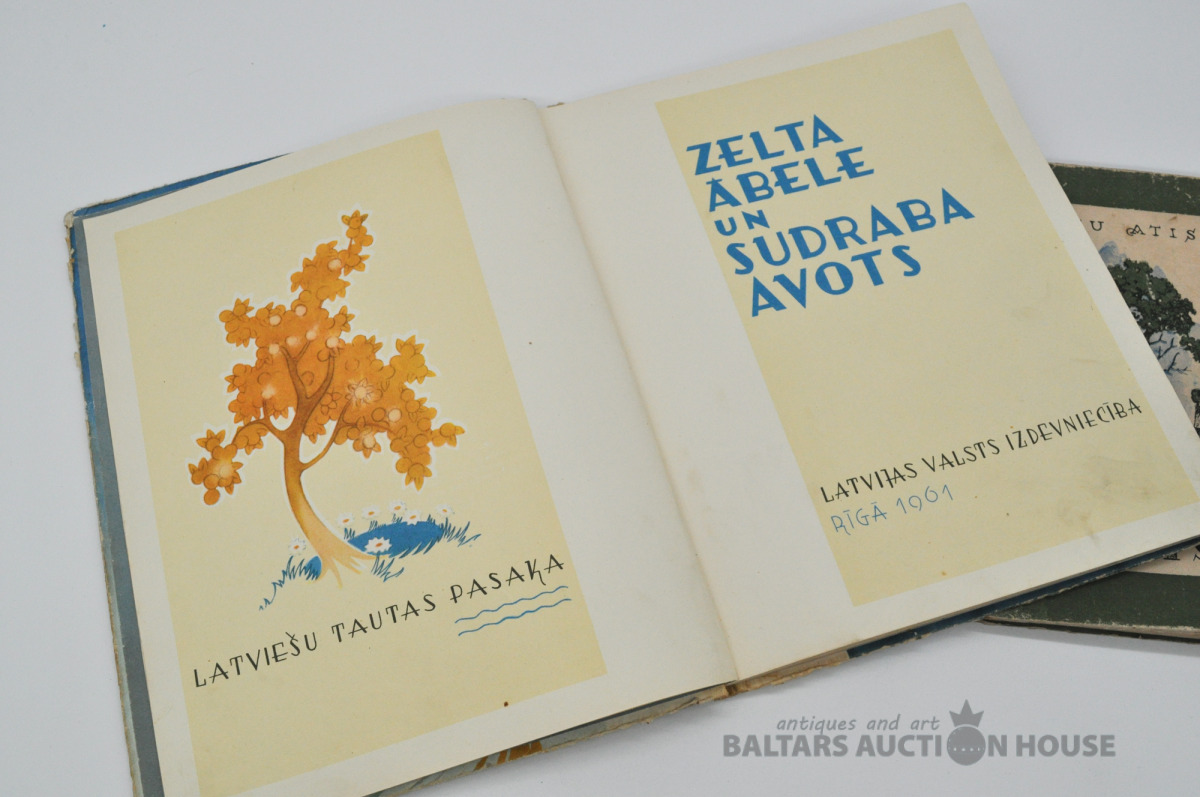 LATVIEŠU TAUTAS PASAKA
ZELTA
ĀBELE
UN
SUDRABA
AVOTS
LATVIJAS VALSTS IZDEVNIECĪBA
RĪGĀ 1961
antiques and art
BALTARS AUCTION HOUSE